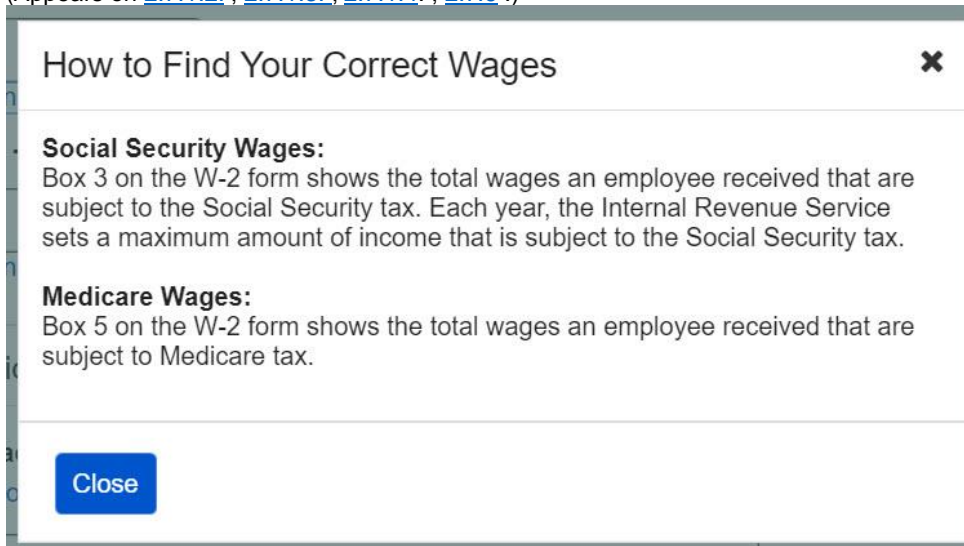 How to Find Your Correct Wages
Social Security Wages:
Box 3 on the W-2 form shows the total wages an employee received that are
subject to the Social Security tax. Each year, the Internal Revenue Service
sets a maximum amount of income that is subject to the Social Security tax.
Medicare Wages:
Box 5 on the W-2 form shows the total wages an employee received that are
subject to Medicare tax.
Close